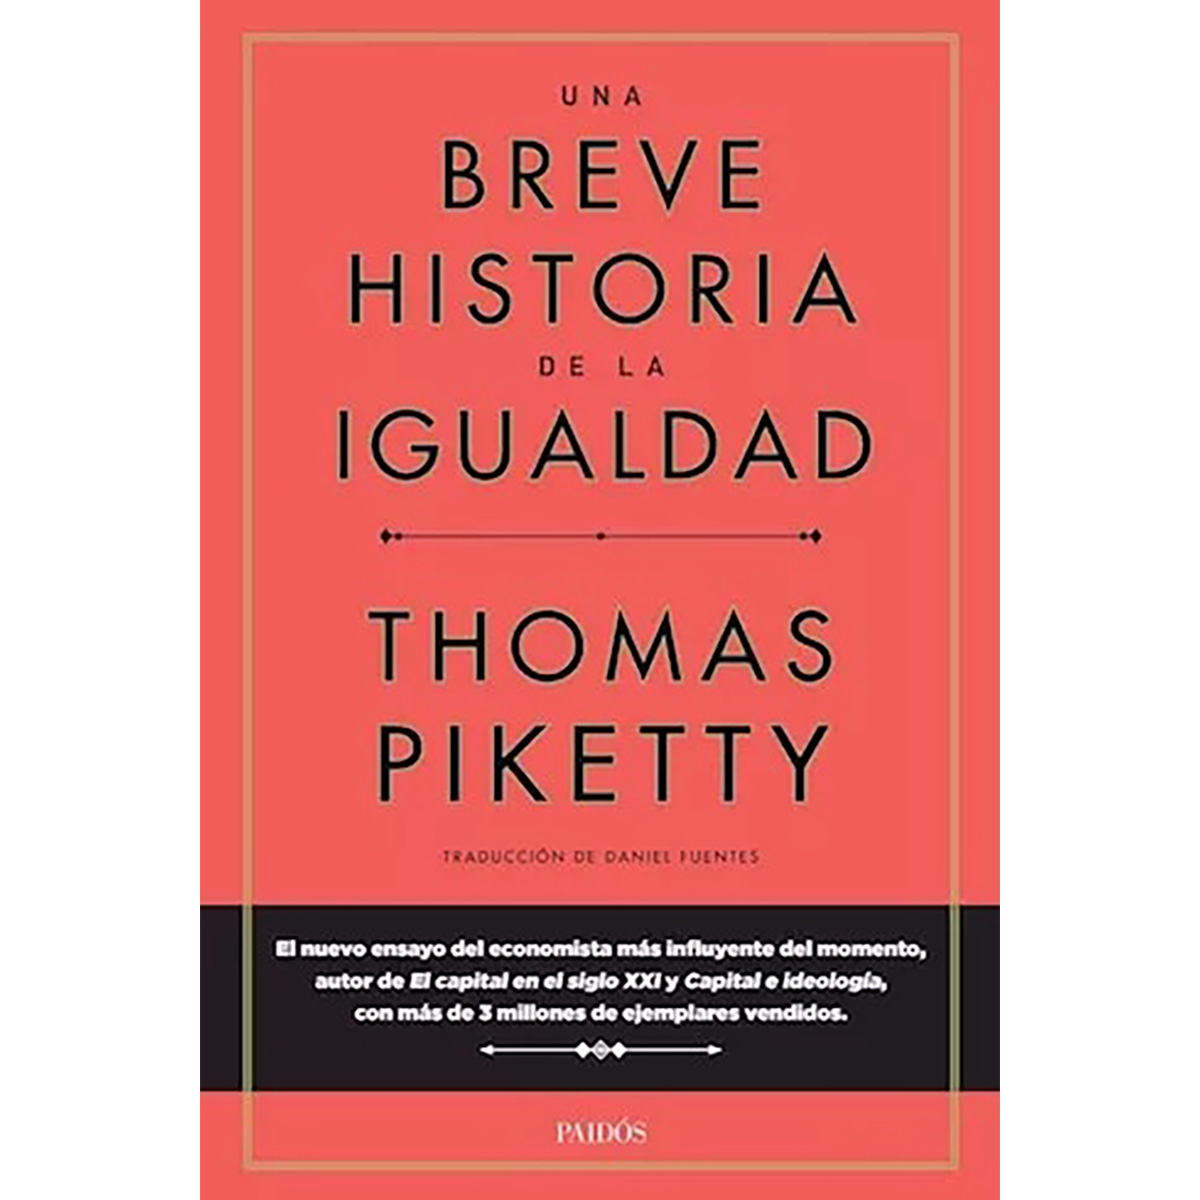 UNA
BREVE
HISTORIA
DE LA
IGUALDAD
THOMAS
PIKETTY
TRADUCCIÓN DE DANIEL FUENTES
El nuevo ensayo del economista más influyente del momento,
autor de El capital en el siglo XXI y Capital e ideología,
con más de 3 millones de ejemplares vendidos.
PAIDÓS